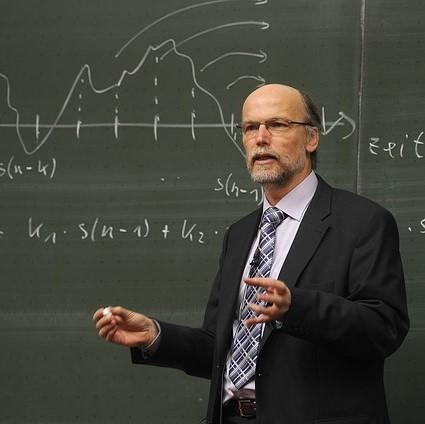 s(n-k)
s(n-1)
zeit
= k₁ · s(n-1) + k₂ ·
· s